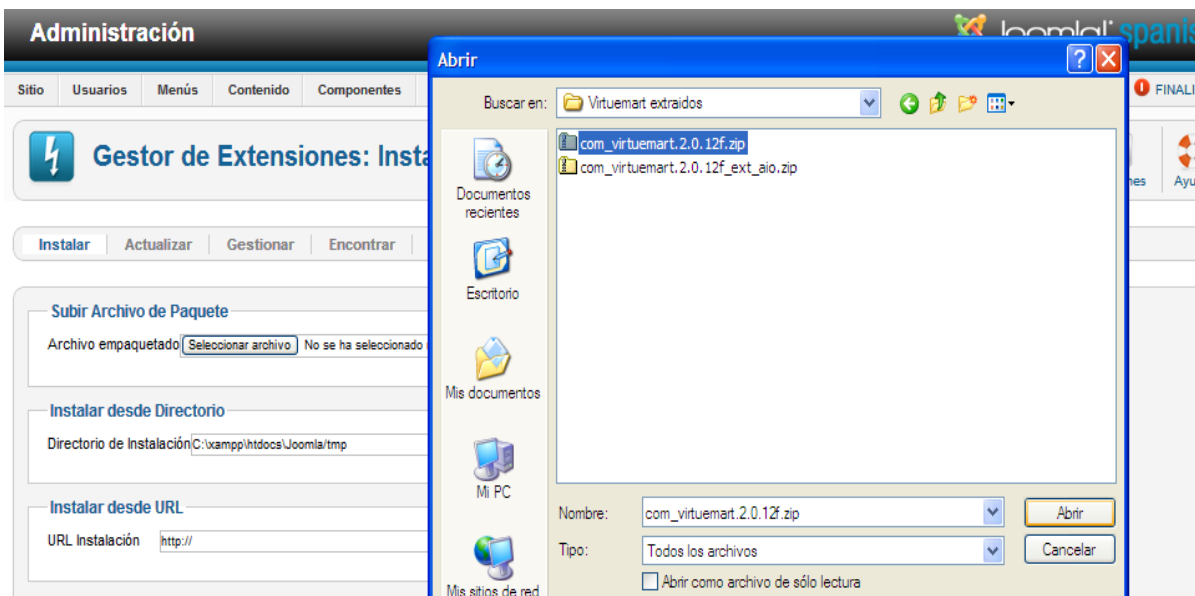 Administración
Joomla! spanis
Sitio Usuarios Menús Contenido Componentes
FINALI
Gestor de Extensiones: Insta
nes Ayu
Instalar Actualizar Gestionar Encontrar
Subir Archivo de Paquete
Archivo empaquetado Seleccionar archivo No se ha seleccionado
Instalar desde Directorio
Directorio de Instalación C:\xampp\htdocs\Joomla/tmp
Instalar desde URL
URL Instalación http://
Abrir
Buscar en: Virtuemart extraidos
com_virtuemart.2.0.12f.zip
com_virtuemart.2.0.12f_ext_aio.zip
Documentos
recientes
Escritorio
Mis documentos
Mi PC
Mis sitios de red
Nombre: com_virtuemart.2.0.12f.zip Abrir
Tipo: Todos los archivos Cancelar
Abrir como archivo de sólo lectura